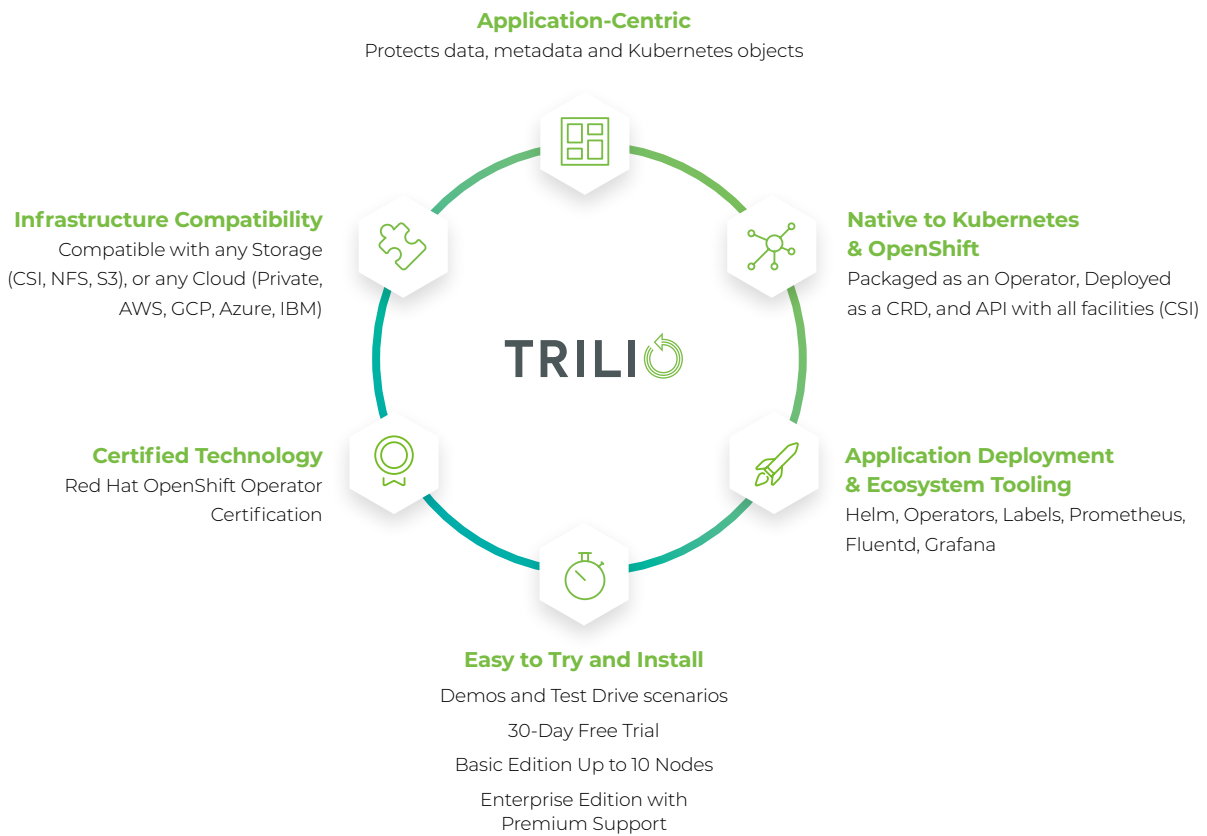 Application-Centric
Protects data, metadata and Kubernetes objects
Infrastructure Compatibility
Compatible with any Storage
(CSI, NFS, S3), or any Cloud (Private,
AWS, GCP, Azure, IBM)
Native to Kubernetes
& OpenShift
Packaged as an Operator, Deployed
as a CRD, and API with all facilities (CSI)
TRILIO
Certified Technology
Red Hat OpenShift Operator
Certification
Application Deployment
& Ecosystem Tooling
Helm, Operators, Labels, Prometheus,
Fluentd, Grafana
Easy to Try and Install
Demos and Test Drive scenarios
30-Day Free Trial
Basic Edition Up to 10 Nodes
Enterprise Edition with
Premium Support